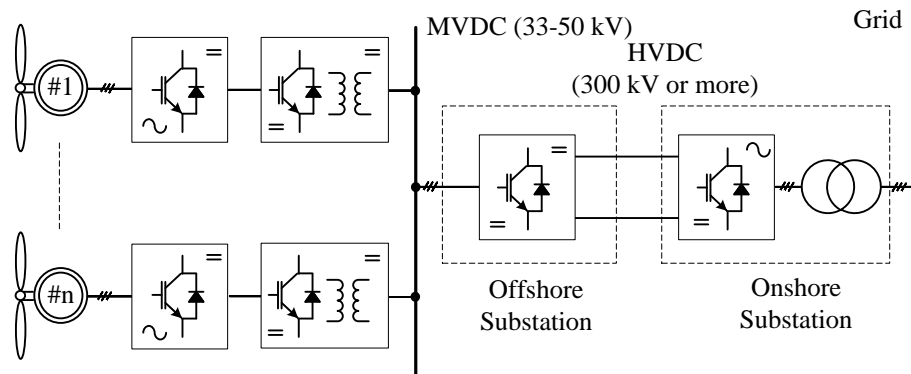 MVDC (33-50 kV)
Grid
HVDC
(300 kV or more)
#1
#n
Offshore
Substation
Onshore
Substation